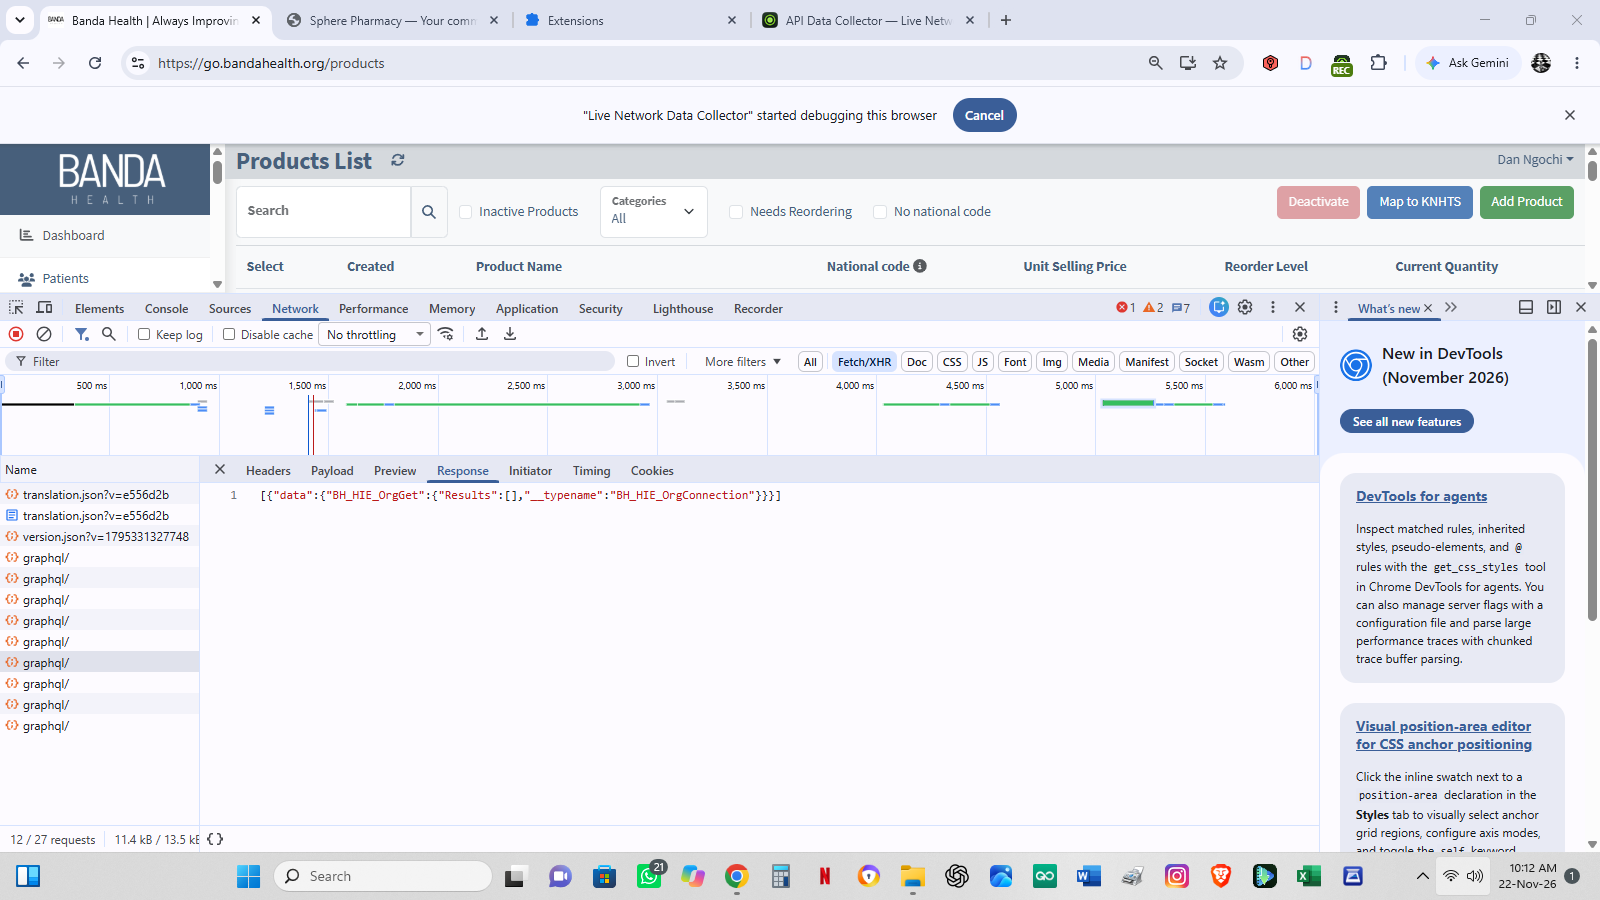 Banda Health | Always Improvin
Sphere Pharmacy — Your com
Extensions
API Data Collector — Live Netw
https://go.bandahealth.org/products
REC
Ask Gemini
"Live Network Data Collector" started debugging this browser
Cancel
BANDA
HEALTH
Dashboard
Patients
Products List
Dan Ngochi
Search
Inactive Products
Categories
All
Needs Reordering
No national code
Deactivate
Map to KNHTS
Add Product
Select
Created
Product Name
National code
Unit Selling Price
Reorder Level
Current Quantity
Elements
Console
Sources
Network
Performance
Memory
Application
Security
Lighthouse
Recorder
1
2
7
Keep log
Disable cache
No throttling
Filter
Invert
More filters
All
Fetch/XHR
Doc
CSS
JS
Font
Img
Media
Manifest
Socket
Wasm
Other
500 ms
1,000 ms
1,500 ms
2,000 ms
2,500 ms
3,000 ms
3,500 ms
4,000 ms
4,500 ms
5,000 ms
5,500 ms
6,000 ms
Name
translation.json?v=e556d2b
translation.json?v=e556d2b
version.json?v=1795331327748
graphql/
graphql/
graphql/
graphql/
graphql/
graphql/
graphql/
graphql/
graphql/
12 / 27 requests
11.4 kB / 13.5 kB
Headers
Payload
Preview
Response
Initiator
Timing
Cookies
1
[{"data":{"BH_HIE_OrgGet":{"Results":[],"__typename":"BH_HIE_OrgConnection"}}}]
What's new
New in DevTools
(November 2026)
See all new features
DevTools for agents
Inspect matched rules, inherited
styles, pseudo-elements, and @
rules with the get_css_styles tool
in Chrome DevTools for agents. You
can also manage server flags with a
configuration file and parse large
performance traces with chunked
trace buffer parsing.
Visual position-area editor
for CSS anchor positioning
Click the inline swatch next to a
position-area declaration in the
Styles tab to visually select anchor
grid regions, configure axis modes,
and toggle the self keyword
Search
21
10:12 AM
22-Nov-26
1